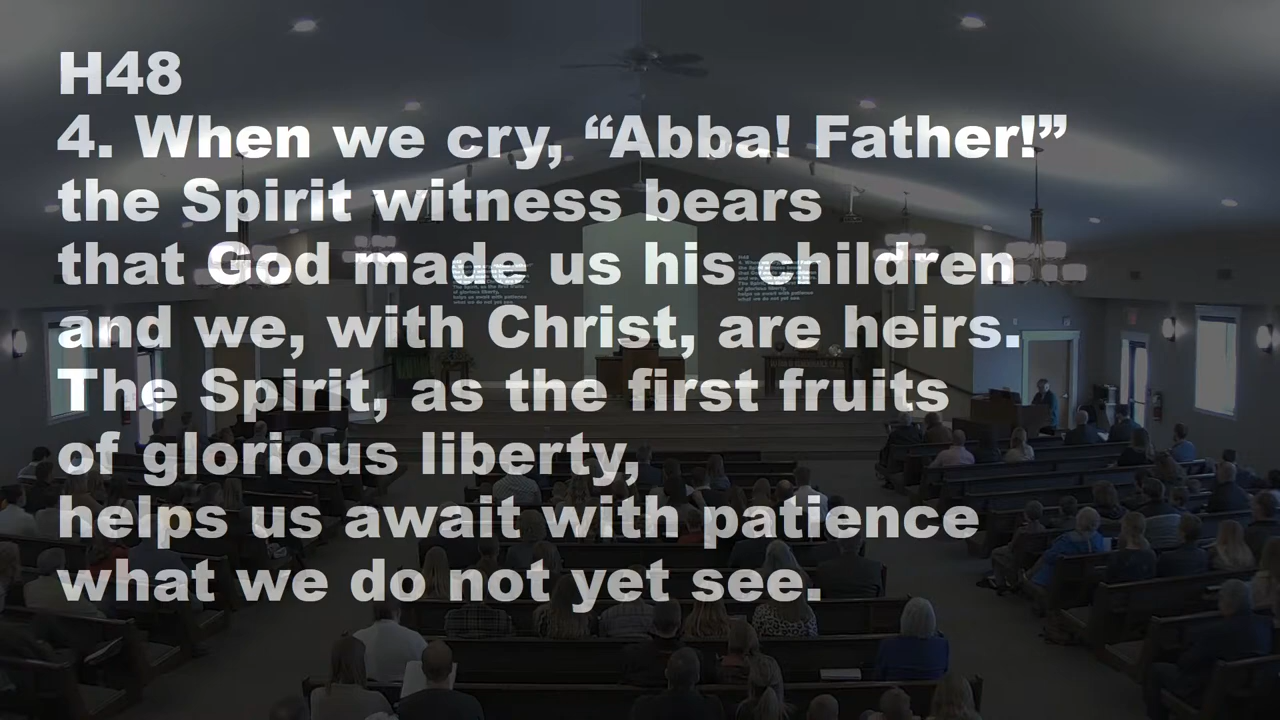 H48
4. When we cry, “Abba! Father!”
the Spirit witness bears
that God made us his children
and we, with Christ, are heirs.
The Spirit, as the first fruits
of glorious liberty,
helps us await with patience
what we do not yet see.